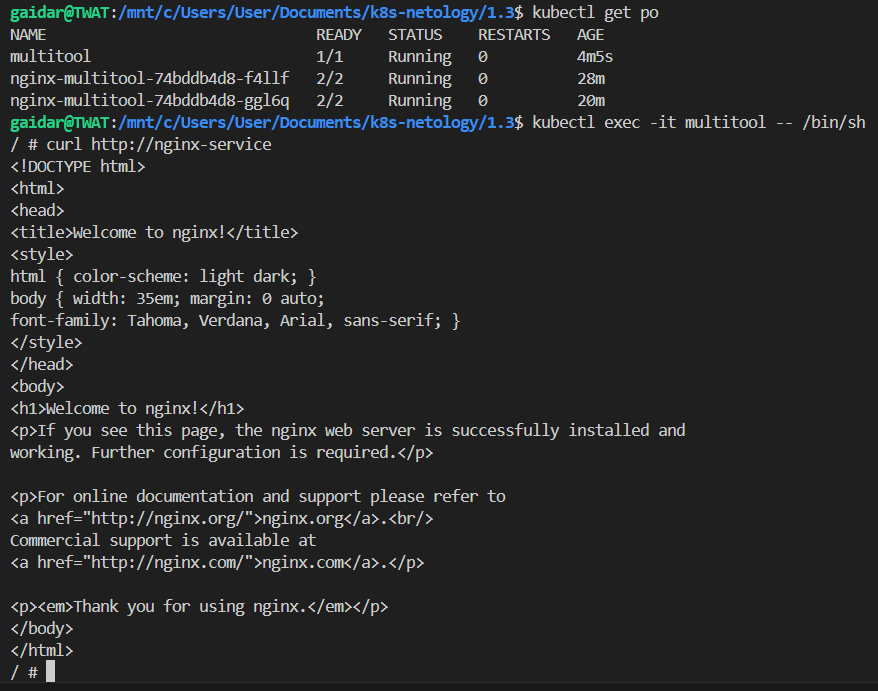 gaidar@TWAT:/mnt/c/Users/User/Documents/k8s-netology/1.3$ kubectl get po
NAME READY STATUS RESTARTS AGE
multitool 1/1 Running 0 4m5s
nginx-multitool-74bddb4d8-f4llf 2/2 Running 0 28m
nginx-multitool-74bddb4d8-ggl6q 2/2 Running 0 20m
gaidar@TWAT:/mnt/c/Users/User/Documents/k8s-netology/1.3$ kubectl exec -it multitool -- /bin/sh
/ # curl http://nginx-service
<!DOCTYPE html>
<html>
<head>
<title>Welcome to nginx!</title>
<style>
html { color-scheme: light dark; }
body { width: 35em; margin: 0 auto;
font-family: Tahoma, Verdana, Arial, sans-serif; }
</style>
</head>
<body>
<h1>Welcome to nginx!</h1>
<p>If you see this page, the nginx web server is successfully installed and
working. Further configuration is required.</p>

<p>For online documentation and support please refer to
<a href="http://nginx.org/">nginx.org</a>.<br/>
Commercial support is available at
<a href="http://nginx.com/">nginx.com</a>.</p>

<p><em>Thank you for using nginx.</em></p>
</body>
</html>
/ #